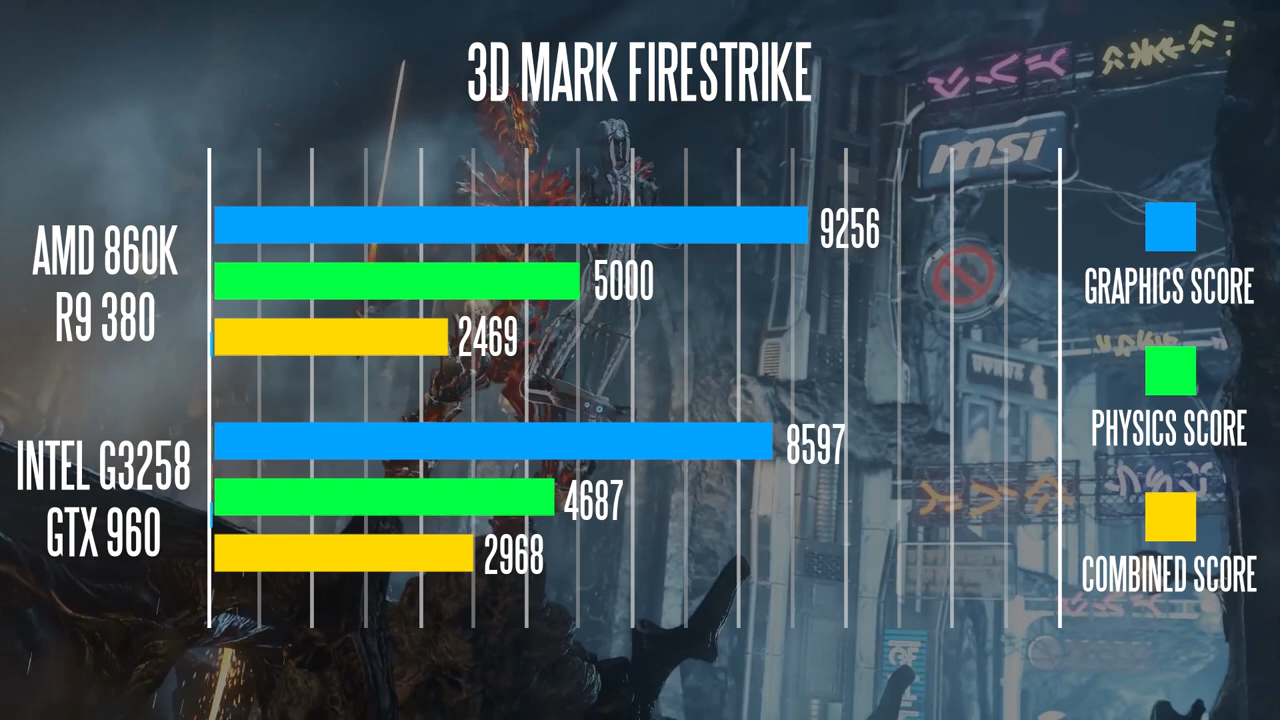 3D MARK FIRESTRIKE
msi
AMD 860K
R9 380
9256
5000
2469
INTEL G3258
GTX 960
8597
4687
2968
GRAPHICS SCORE
PHYSICS SCORE
COMBINED SCORE